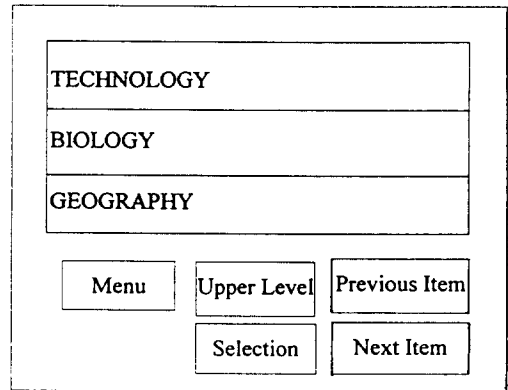 TECHNOLOGY
BIOLOGY
GEOGRAPHY
Menu
Upper Level
Previous Item
Selection
Next Item